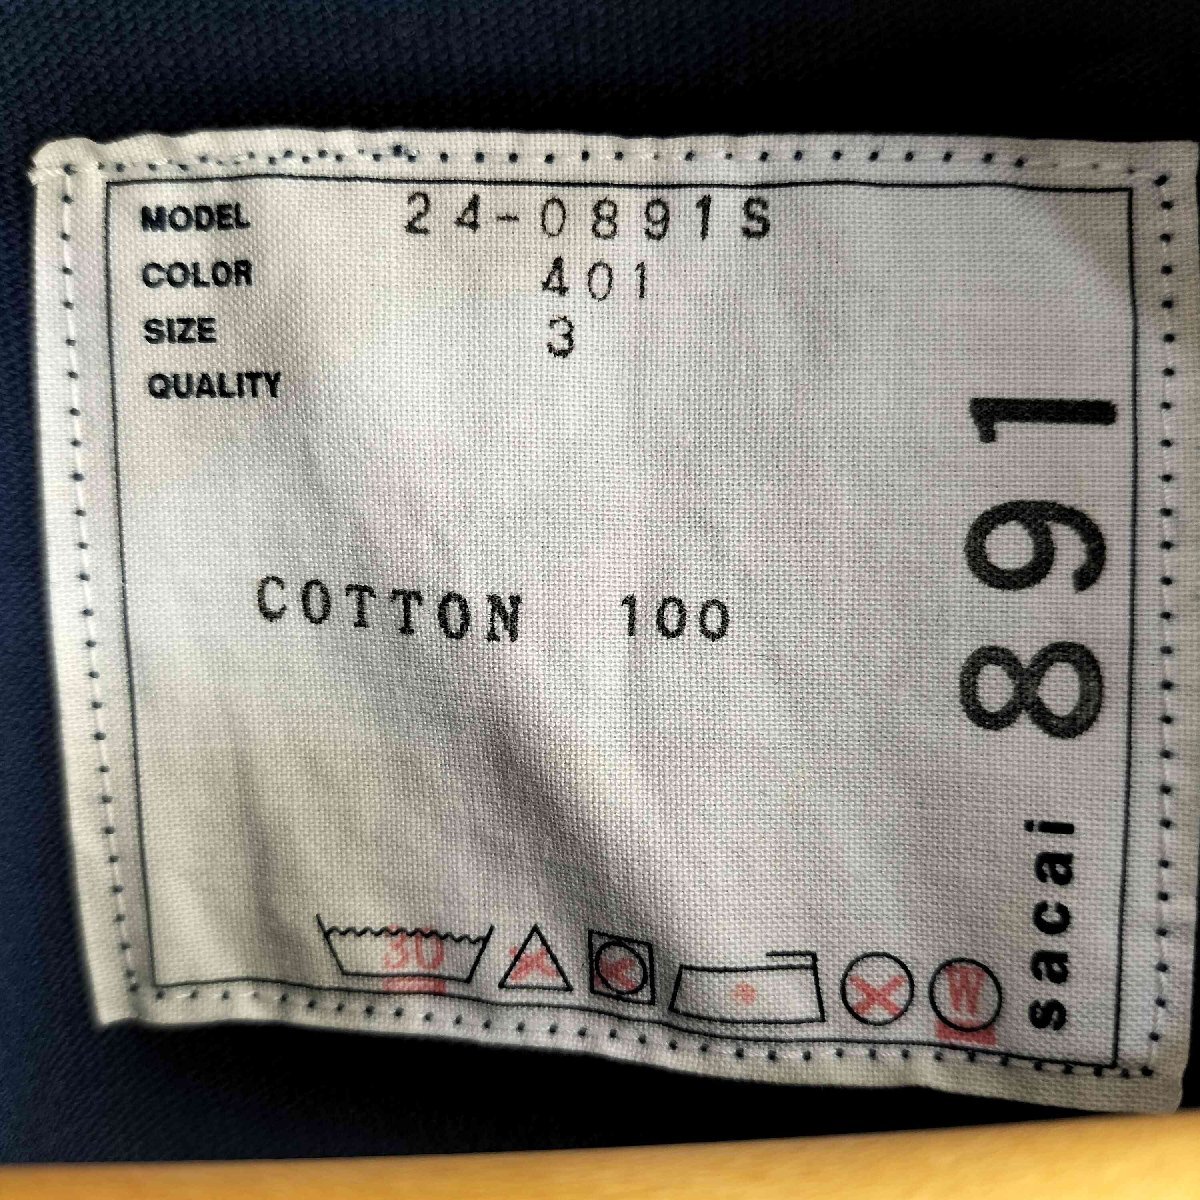 MODEL 24-0891S
COLOR 401
SIZE 3
QUALITY
COTTON 100
30
W
sacai 891